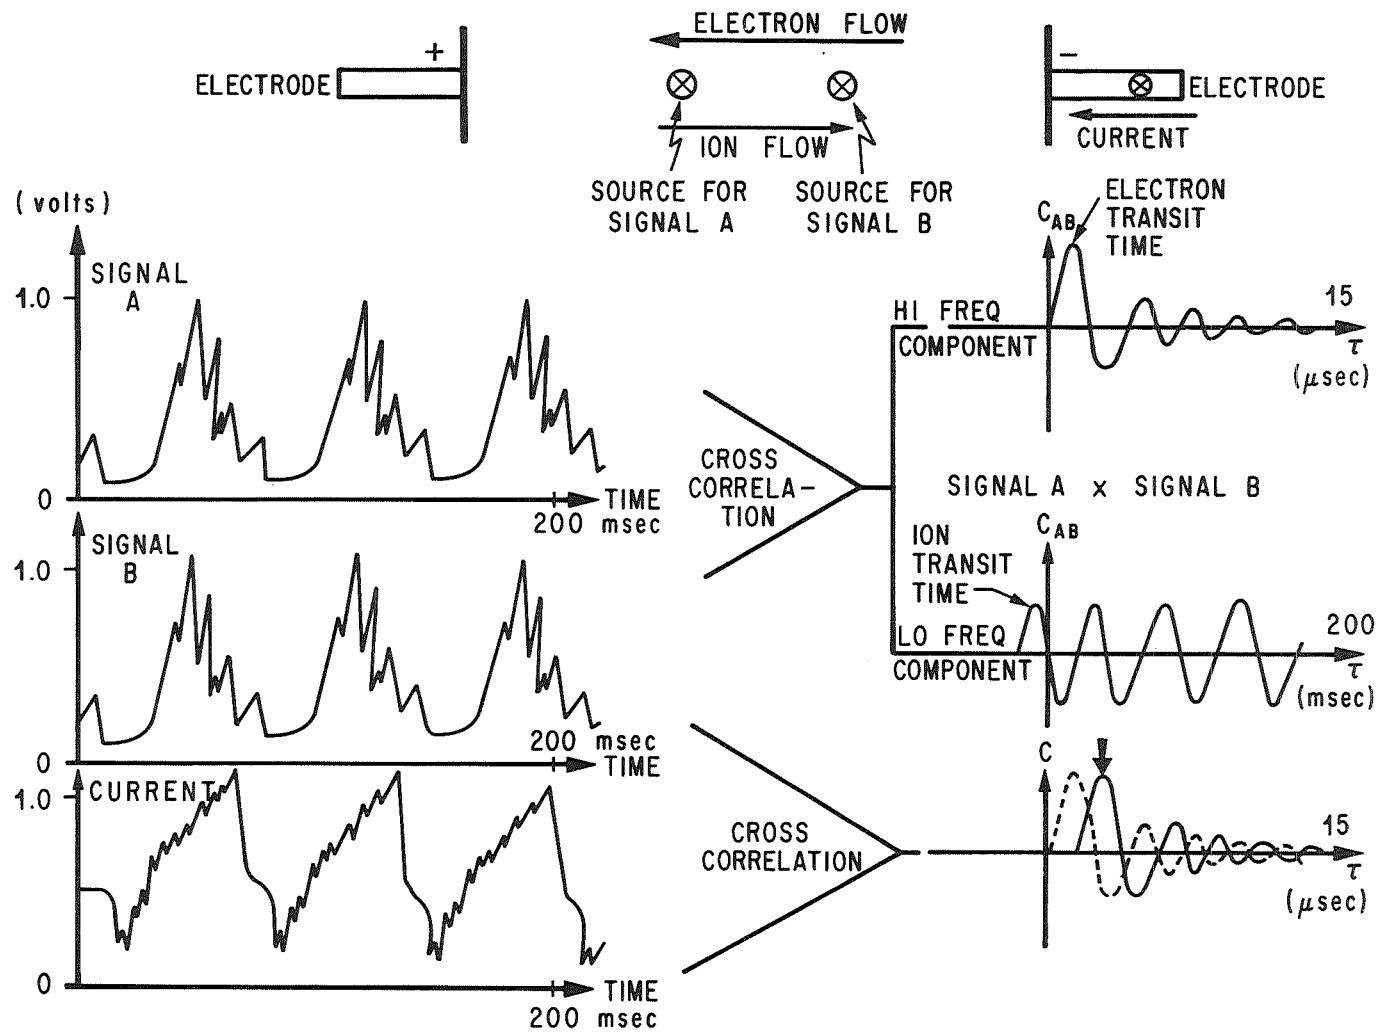 ELECTRON FLOW
+
−
ELECTRODE
ELECTRODE
ION FLOW
CURRENT
SOURCE FOR
SIGNAL A
SOURCE FOR
SIGNAL B
(volts)
SIGNAL
A
1.0
0
TIME
200
msec
SIGNAL
B
1.0
0
200 msec
TIME
CURRENT
1.0
0
TIME
200 msec
CROSS
CORRELA-
TION
CROSS
CORRELATION
C_AB
ELECTRON
TRANSIT
TIME
HI FREQ
COMPONENT
15
τ
(μsec)
SIGNAL A x SIGNAL B
C_AB
ION
TRANSIT
TIME
LO FREQ
COMPONENT
200
τ
(msec)
C
15
τ
(μsec)